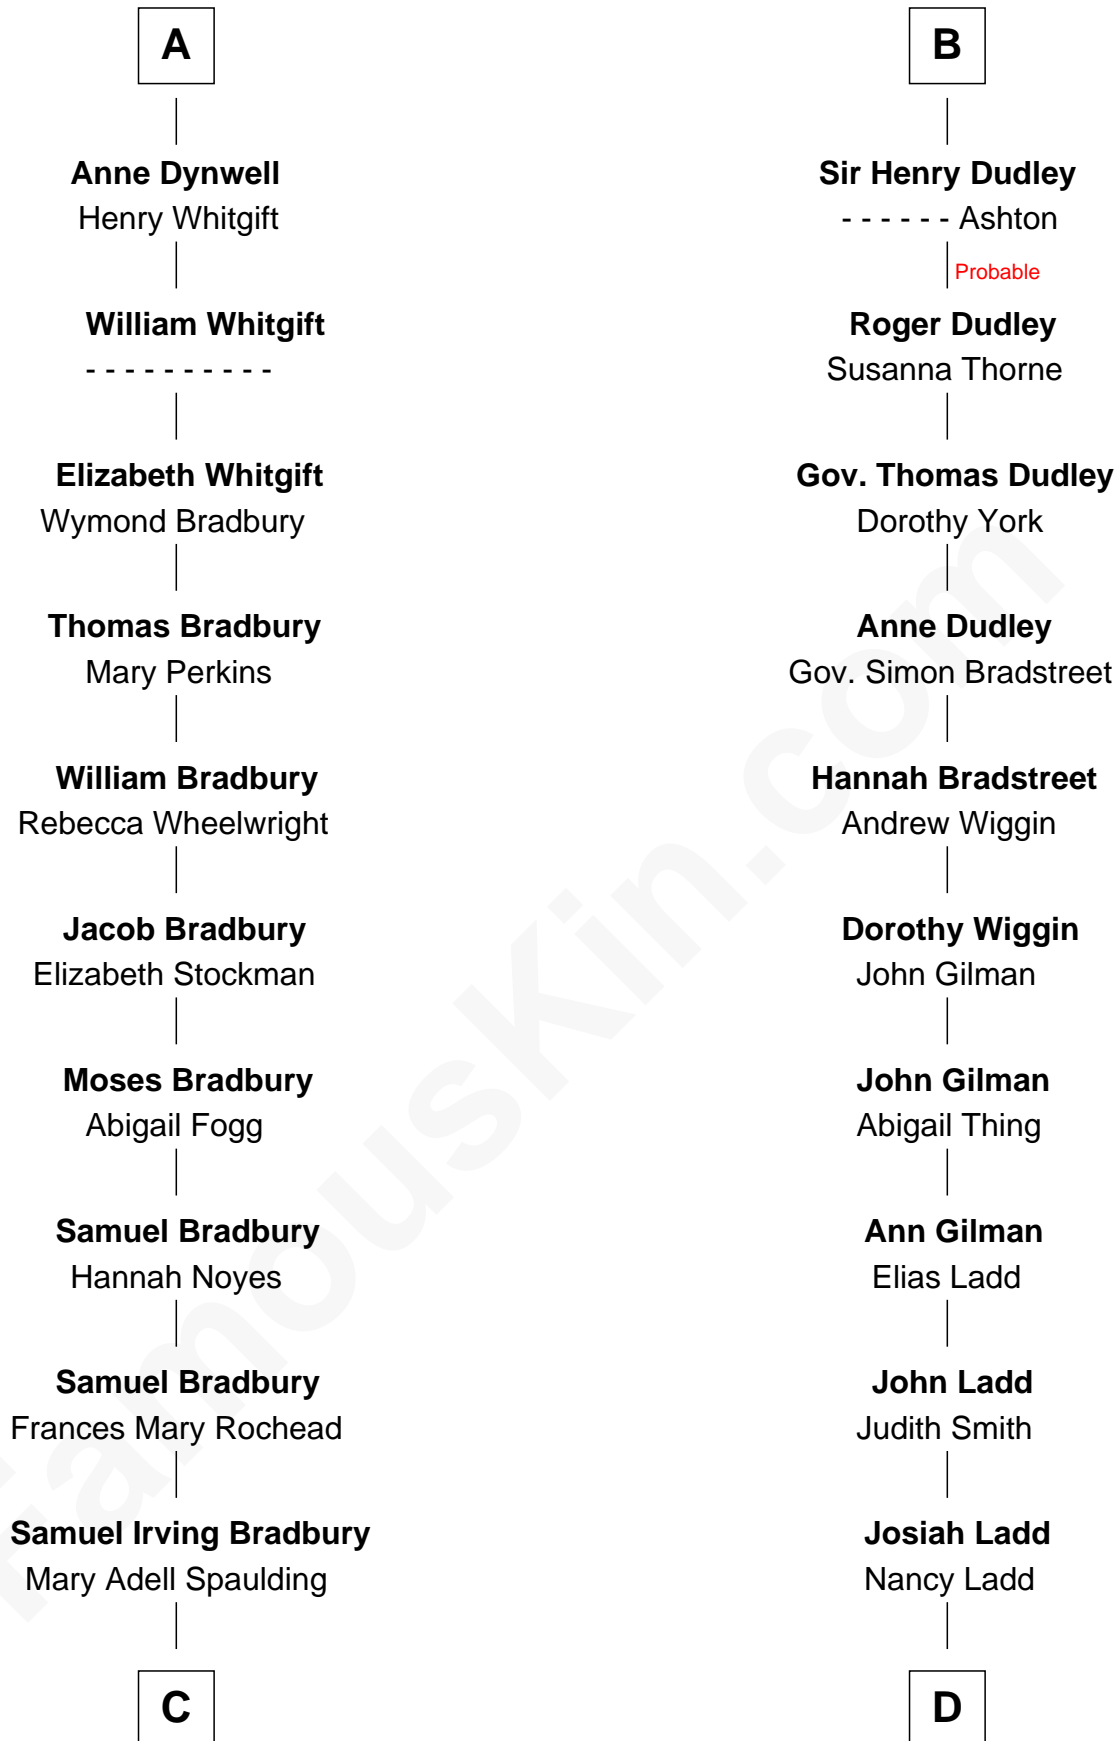 A
Anne Dynwell
Henry Whitgift
William Whitgift
- - - - - - - - - -
Elizabeth Whitgift
Wymond Bradbury
Thomas Bradbury
Mary Perkins
William Bradbury
Rebecca Wheelwright
Jacob Bradbury
Elizabeth Stockman
Moses Bradbury
Abigail Fogg
Samuel Bradbury
Hannah Noyes
Samuel Bradbury
Frances Mary Rochead
Samuel Irving Bradbury
Mary Adell Spaulding
C
B
Sir Henry Dudley
- - - - - - Ashton
Probable
Roger Dudley
Susanna Thorne
Gov. Thomas Dudley
Dorothy York
Anne Dudley
Gov. Simon Bradstreet
Hannah Bradstreet
Andrew Wiggin
Dorothy Wiggin
John Gilman
John Gilman
Abigail Thing
Ann Gilman
Elias Ladd
John Ladd
Judith Smith
Josiah Ladd
Nancy Ladd
D
FamousKin.com